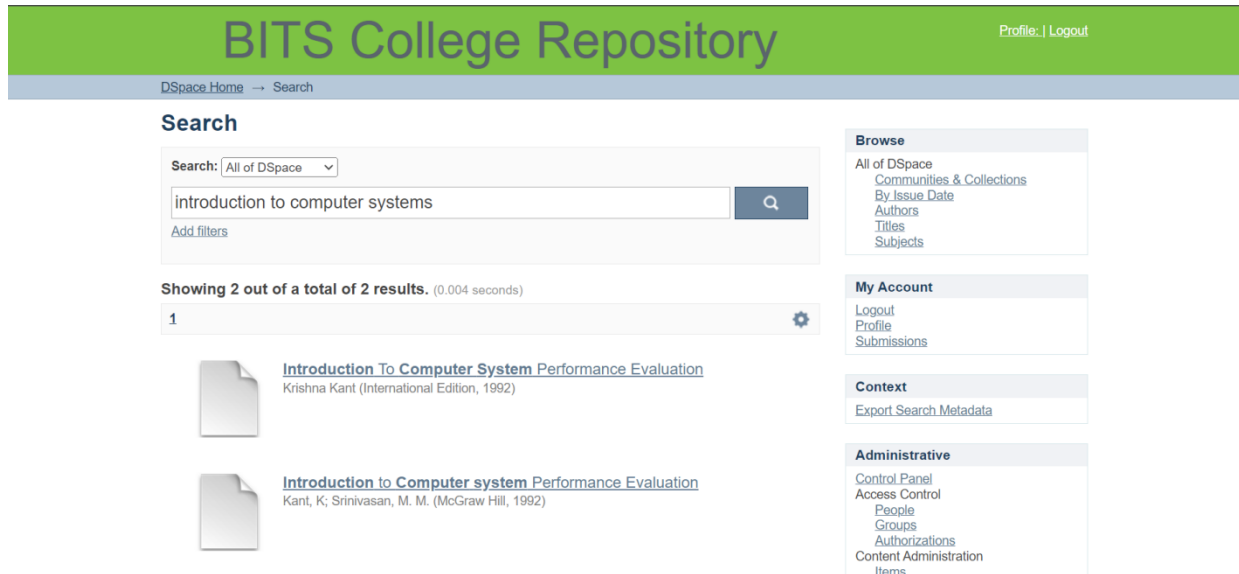 BITS College Repository
Profile: | Logout
DSpace Home → Search
Search
Search: All of DSpace
introduction to computer systems
Add filters
Showing 2 out of a total of 2 results. (0.004 seconds)
1
Introduction To Computer System Performance Evaluation
Krishna Kant (International Edition, 1992)
Introduction to Computer system Performance Evaluation
Kant, K; Srinivasan, M. M. (McGraw Hill, 1992)
Browse
All of DSpace
Communities & Collections
By Issue Date
Authors
Titles
Subjects
My Account
Logout
Profile
Submissions
Context
Export Search Metadata
Administrative
Control Panel
Access Control
People
Groups
Authorizations
Content Administration
Items